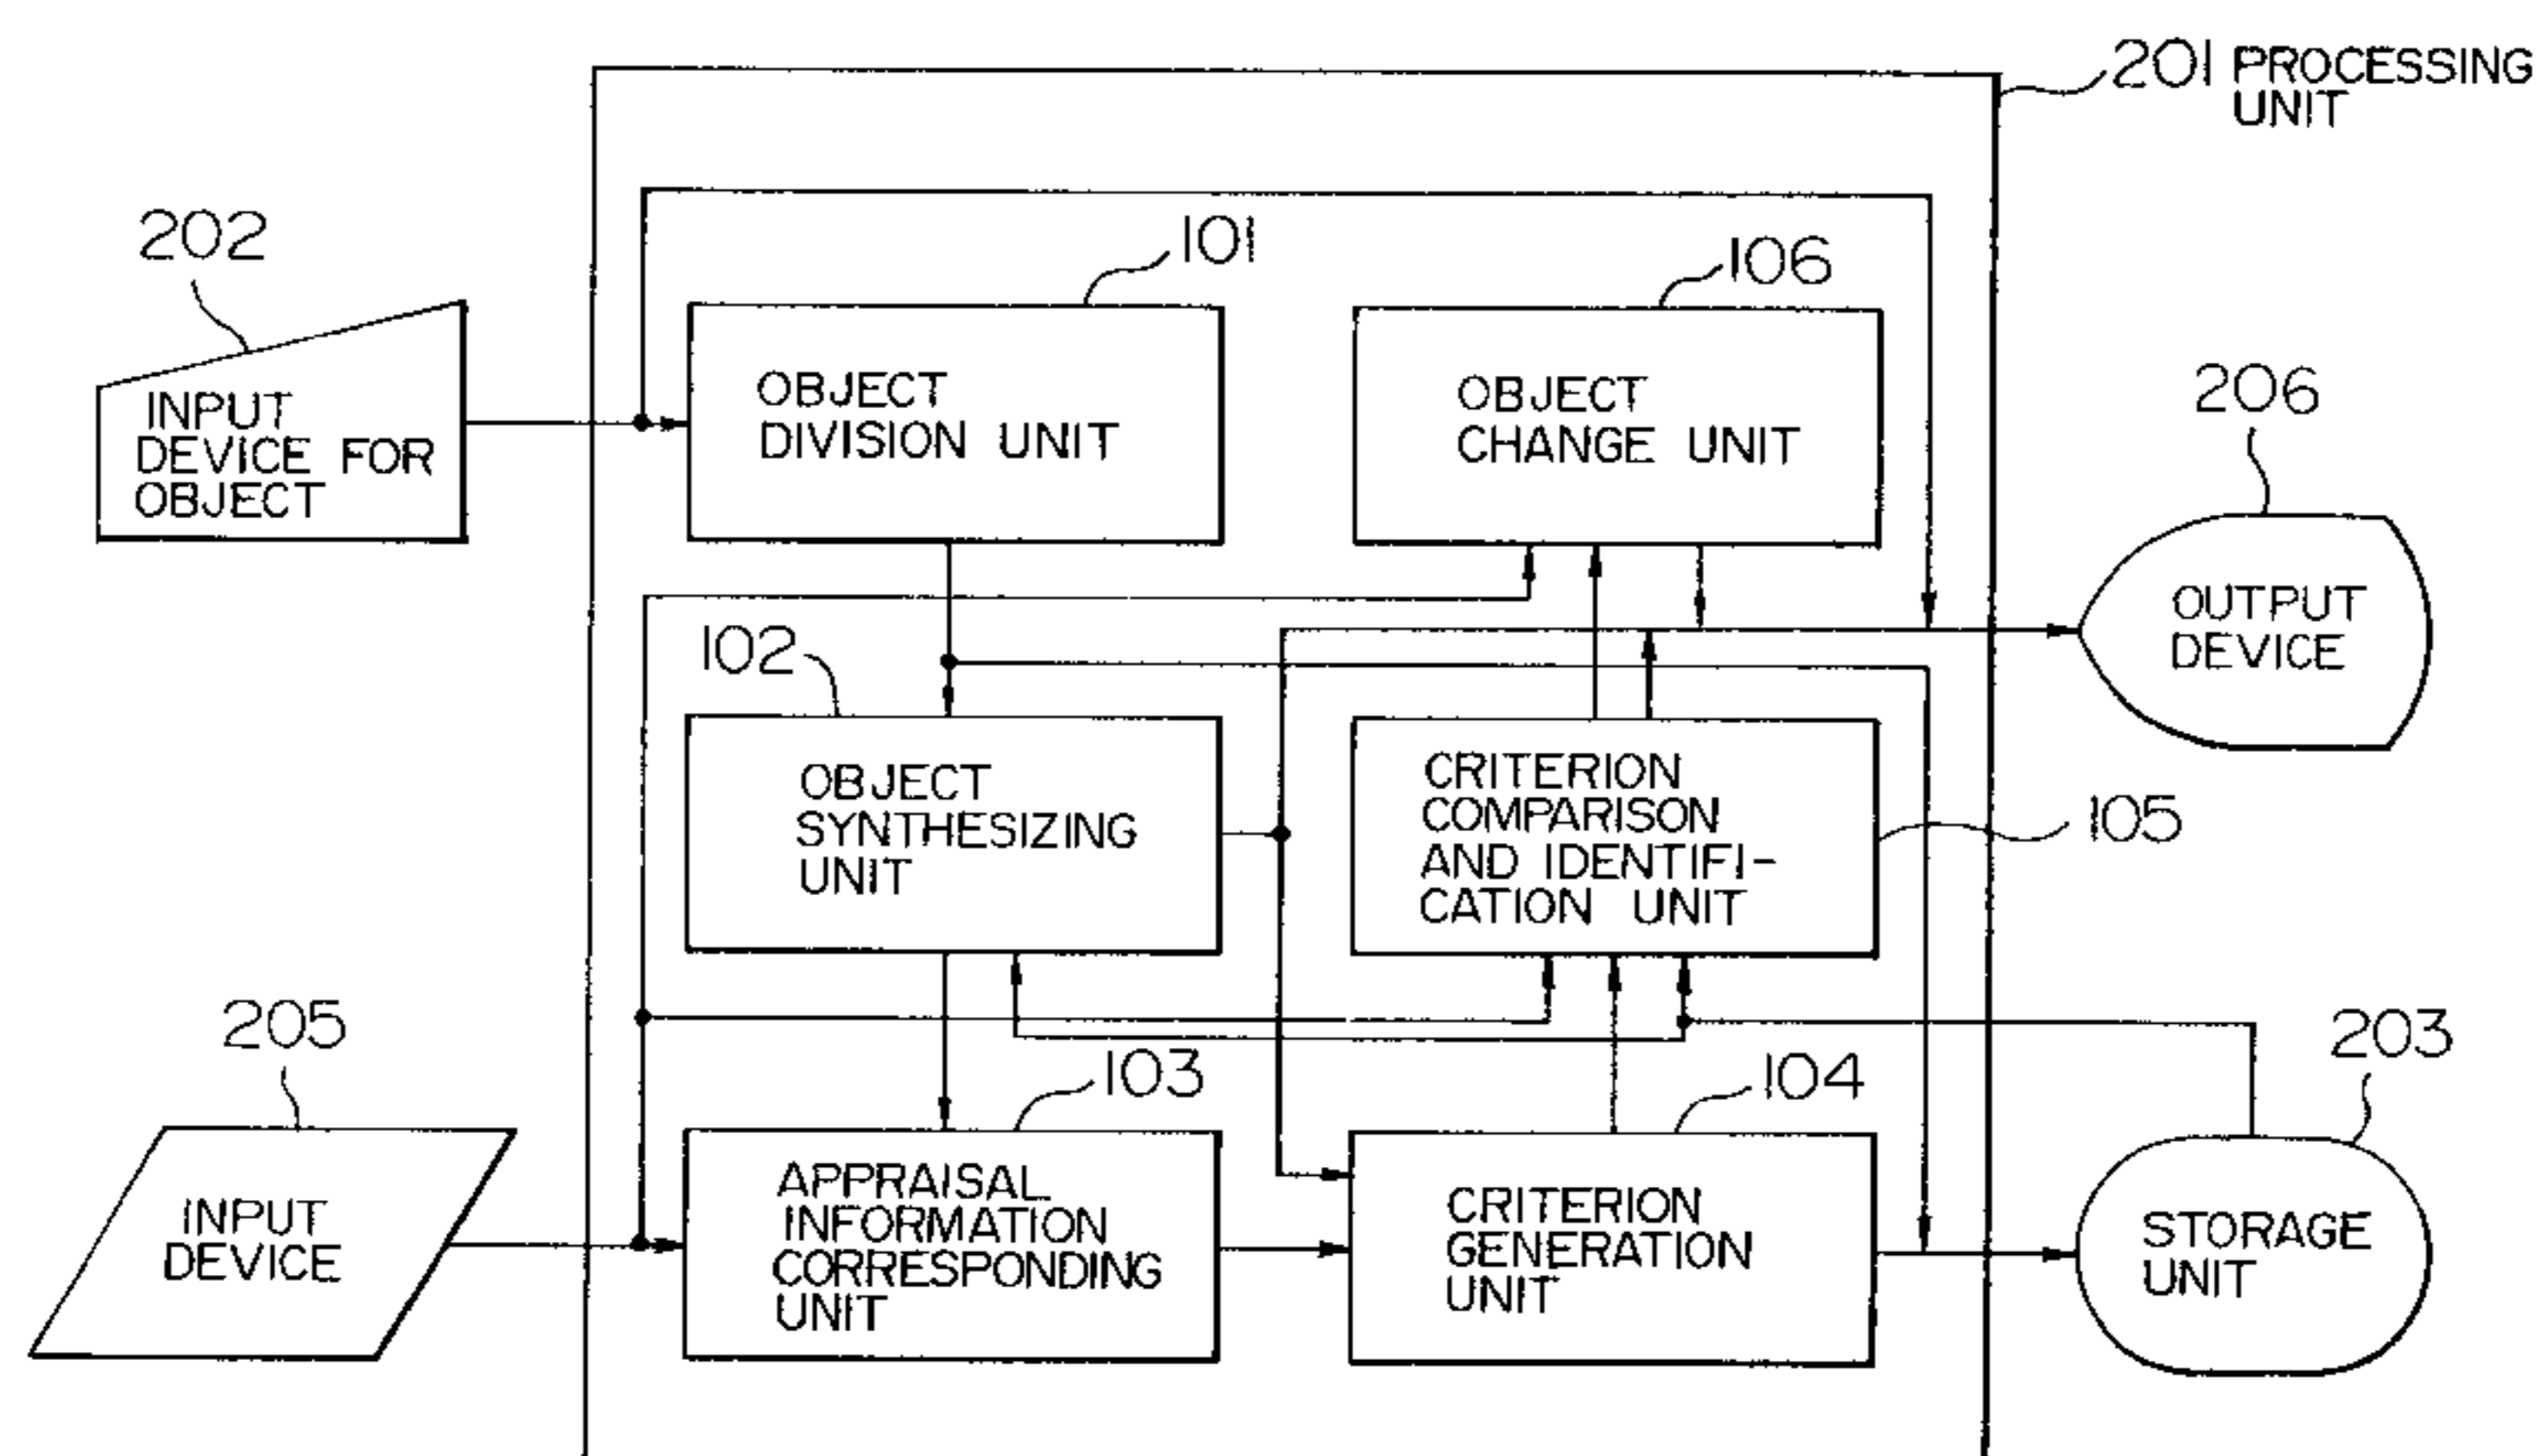 201 PROCESSING
UNIT
202
101
106
INPUT
DEVICE FOR
OBJECT
OBJECT
DIVISION UNIT
OBJECT
CHANGE UNIT
206
OUTPUT
DEVICE
102
OBJECT
SYNTHESIZING
UNIT
CRITERION
COMPARISON
AND IDENTIFI-
CATION UNIT
105
205
103
104
203
INPUT
DEVICE
APPRAISAL
INFORMATION
CORRESPONDING
UNIT
CRITERION
GENERATION
UNIT
STORAGE
UNIT